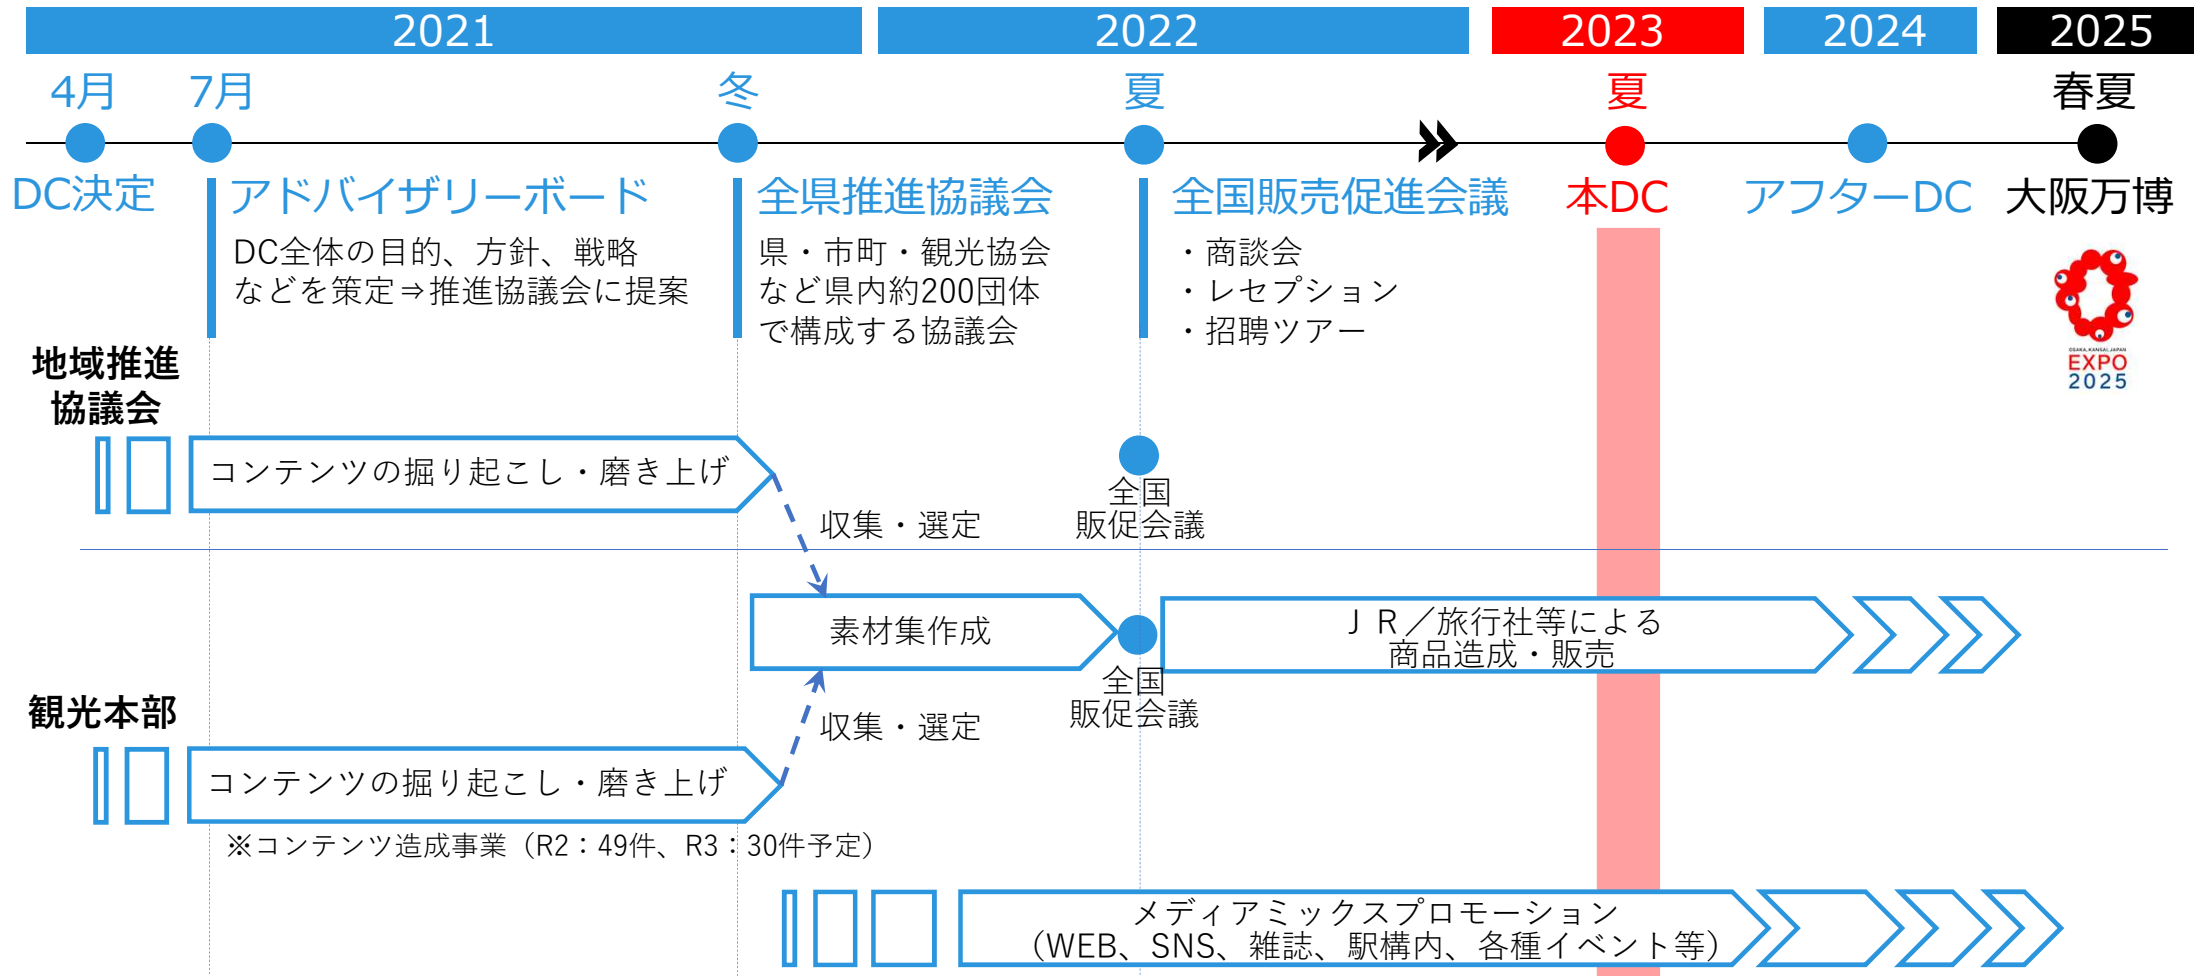 2021
2022
2023
2024
2025
4月
7月
冬
夏
夏
春夏
DC決定
アドバイザリーボード
DC全体の目的、方針、戦略
などを策定⇒推進協議会に提案
全県推進協議会
県・市町・観光協会
など県内約200団体
で構成する協議会
全国販売促進会議
・商談会
・レセプション
・招聘ツアー
本DC
アフターDC
大阪万博
OSAKA, KANSAI, JAPAN
EXPO
2025
地域推進
協議会
コンテンツの掘り起こし・磨き上げ
収集・選定
全国
販促会議
素材集作成
全国
販促会議
ＪＲ／旅行社等による
商品造成・販売
観光本部
収集・選定
コンテンツの掘り起こし・磨き上げ
※コンテンツ造成事業（R2：49件、R3：30件予定）
メディアミックスプロモーション
（WEB、SNS、雑誌、駅構内、各種イベント等）